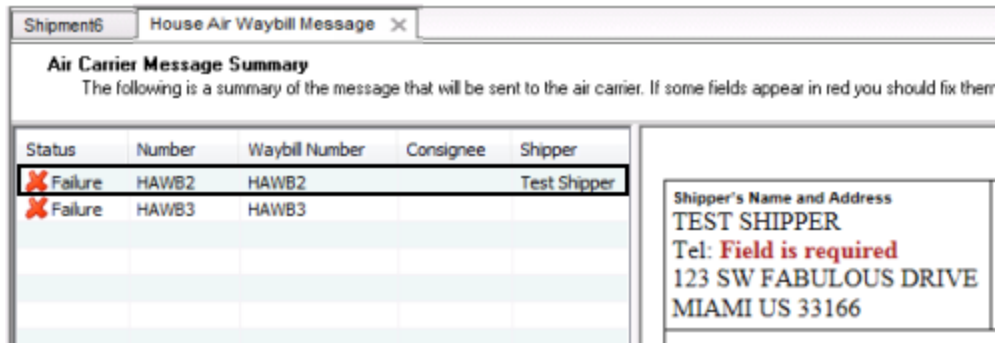 Shipment6 House Air Waybill Message
Air Carrier Message Summary
The following is a summary of the message that will be sent to the air carrier. If some fields appear in red you should fix them
Status Number Waybill Number Consignee Shipper
Failure HAWB2 HAWB2 Test Shipper
Failure HAWB3 HAWB3
Shipper's Name and Address
TEST SHIPPER
Tel: Field is required
123 SW FABULOUS DRIVE
MIAMI US 33166